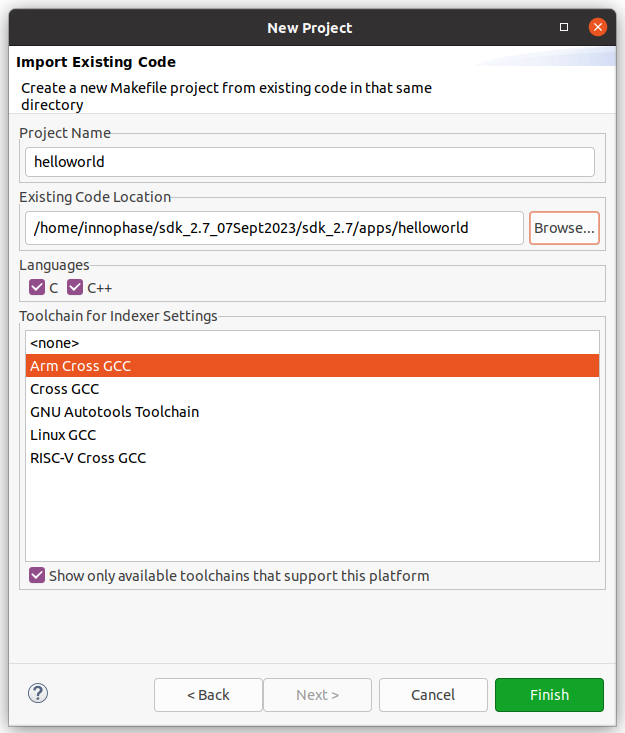 New Project
Import Existing Code
Create a new Makefile project from existing code in that same
directory
Project Name
helloworld
Existing Code Location
/home/innophase/sdk_2.7_07Sept2023/sdk_2.7/apps/helloworld
Browse...
Languages
C C++
Toolchain for Indexer Settings
<none>
Arm Cross GCC
Cross GCC
GNU Autotools Toolchain
Linux GCC
RISC-V Cross GCC
Show only available toolchains that support this platform
? < Back Next > Cancel Finish